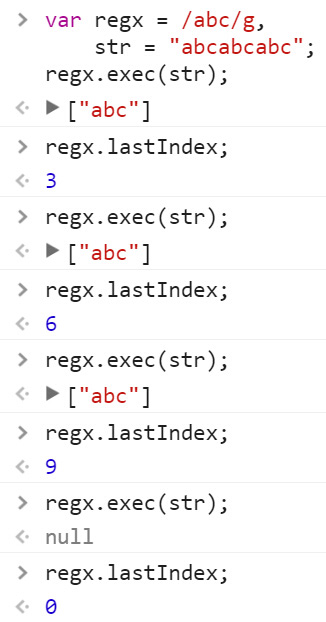 > var regx = /abc/g,
str = "abcabcabc";
regx.exec(str);
<· ▶ ["abc"]
> regx.lastIndex;
<· 3
> regx.exec(str);
<· ▶ ["abc"]
> regx.lastIndex;
<· 6
> regx.exec(str);
<· ▶ ["abc"]
> regx.lastIndex;
<· 9
> regx.exec(str);
<· null
> regx.lastIndex;
<· 0